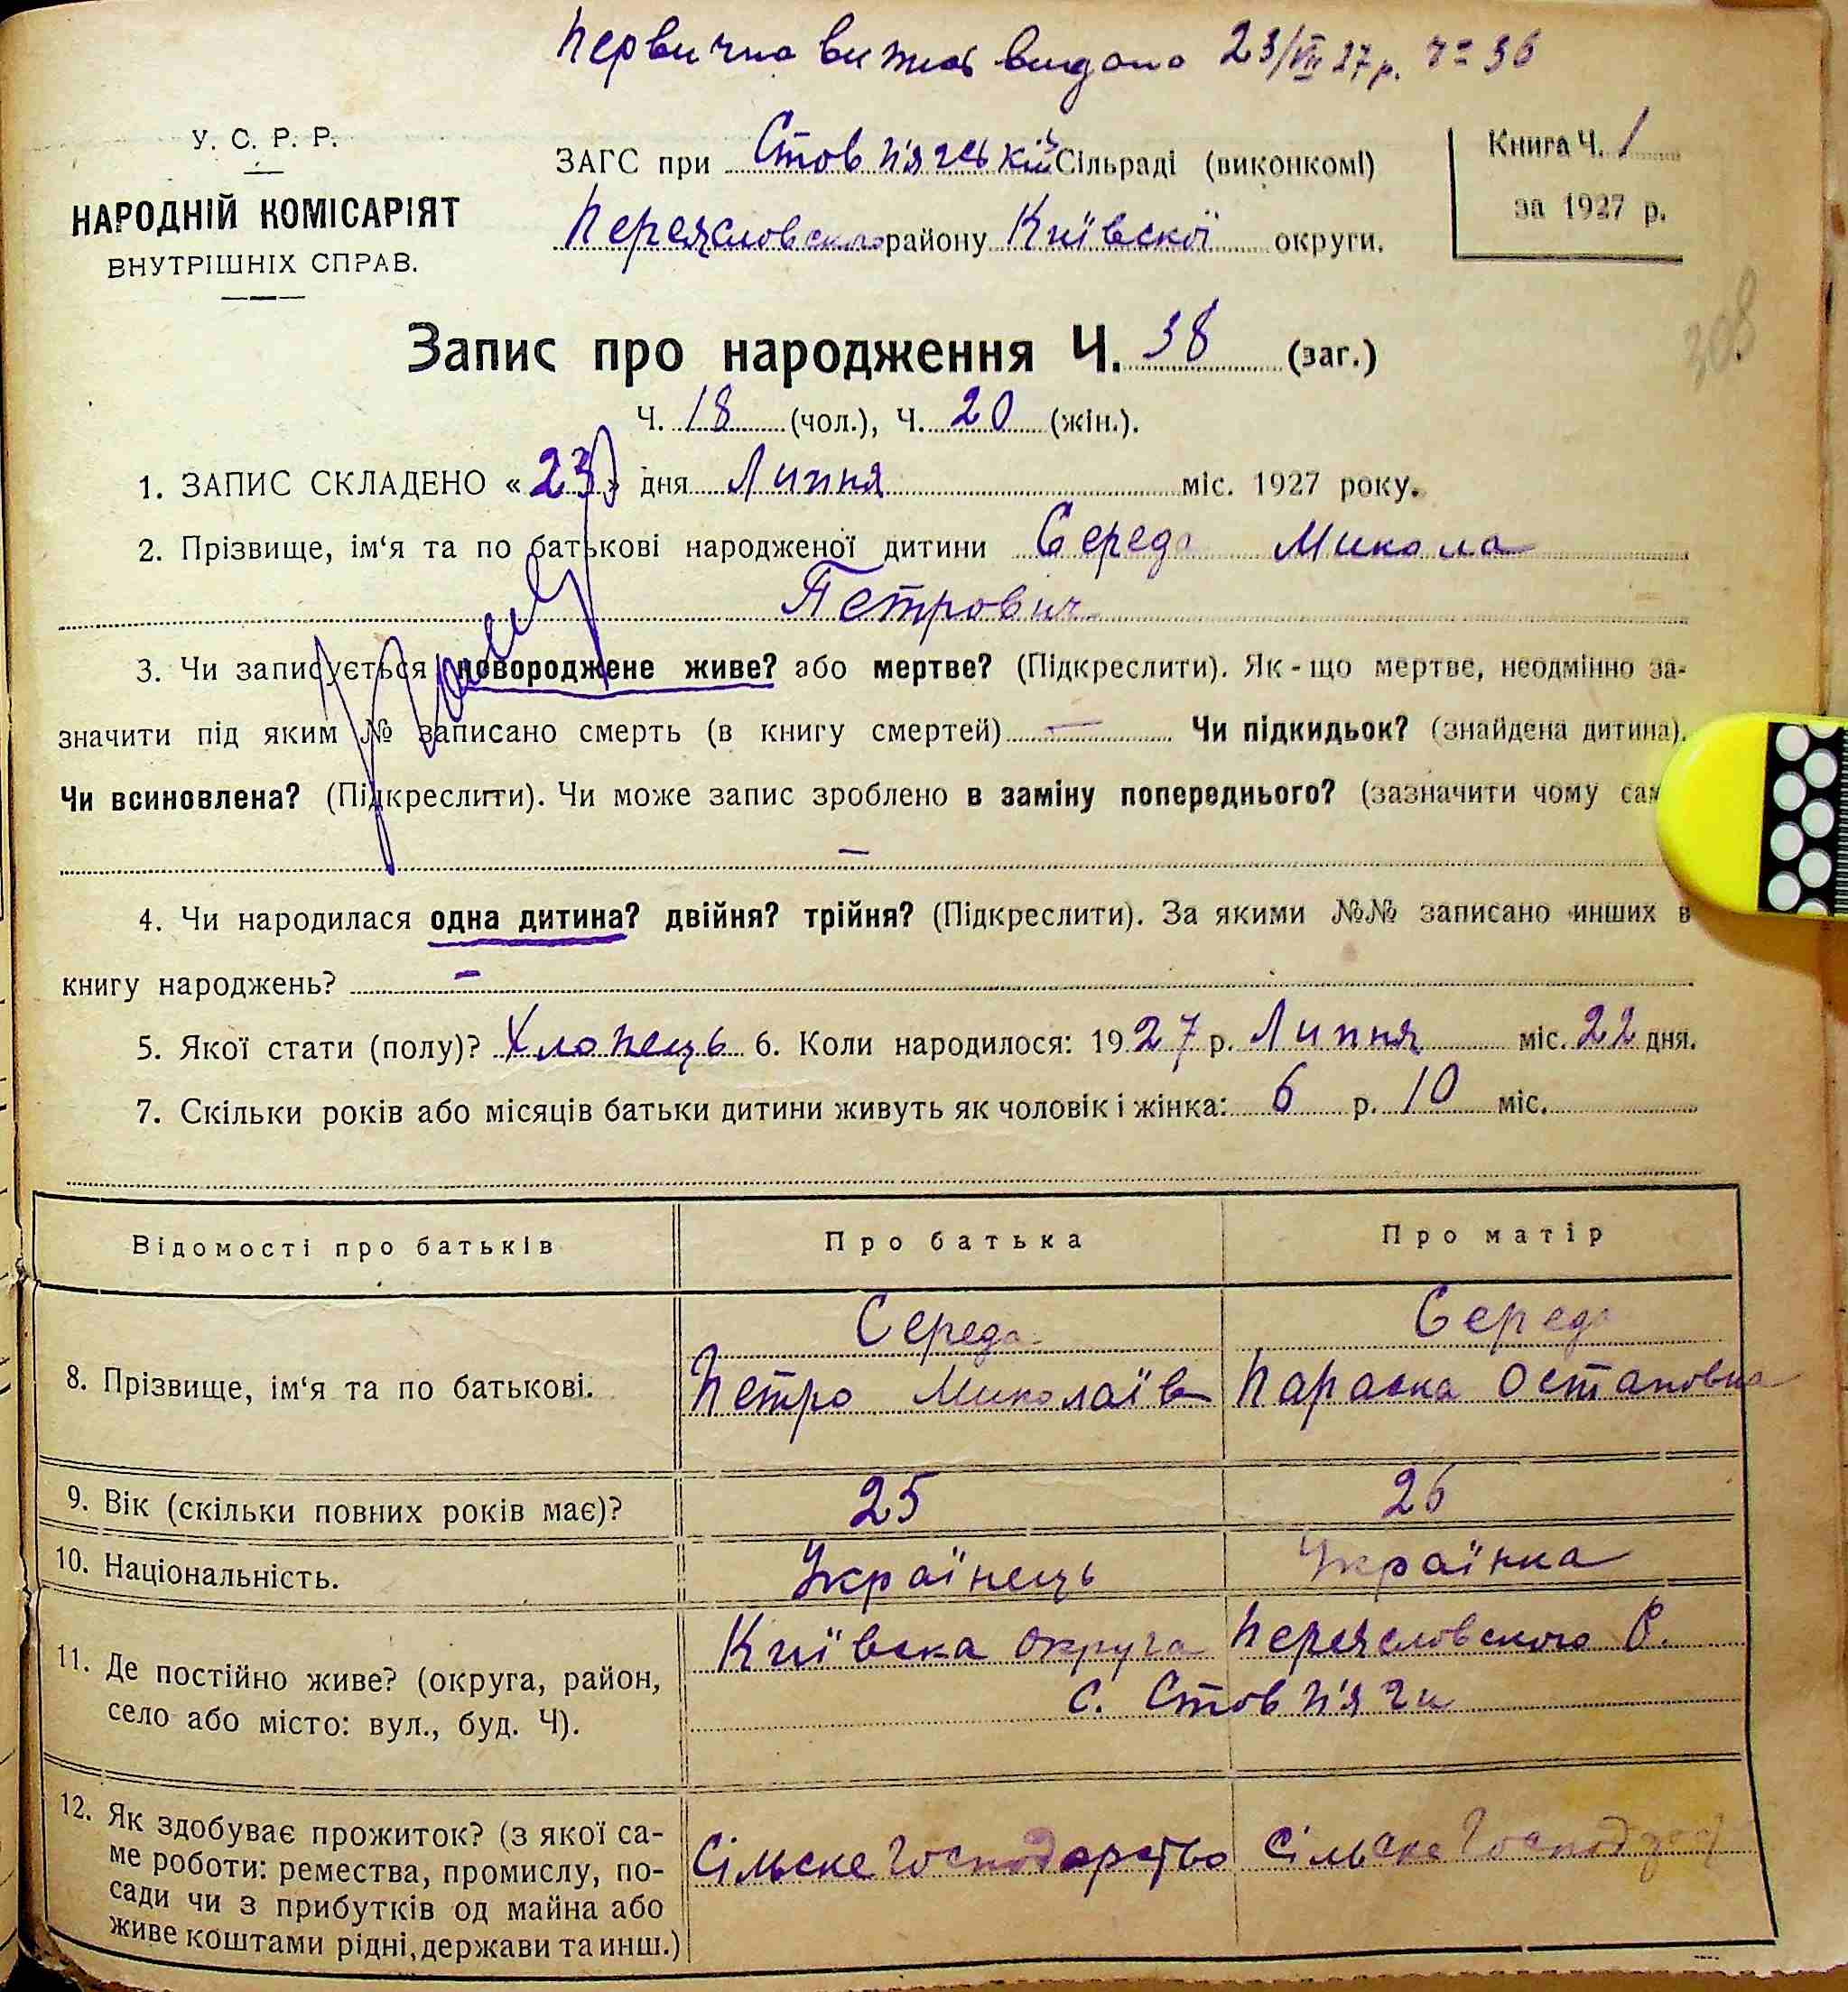 Первична випись видана 23/VII 27 р. ч = 36
У. С. Р. Р.
НАРОДНІЙ КОМІСАРІЯТ
ВНУТРІШНІХ СПРАВ.
ЗАГС при Стовп'ягській Сільраді (виконкомі)
Переяславського району Київскої округи.
Книга Ч. 1
за 1927 р.
308
Запис про народження Ч. 38 (заг.)
Ч. 18 (чол.), Ч. 20 (жін.).
1. ЗАПИС СКЛАДЕНО «23» дня Липня міс. 1927 року.
2. Прізвище, ім‘я та по батькові народженої дитини Середа Микола
Петрович
3. Чи записується новороджене живе? або мертве? (Підкреслити). Як-що мертве, неодмінно за-
значити під яким № записано смерть (в книгу смертей) — Чи підкидьок? (знайдена дитина).
Чи всиновлена? (Підкреслити). Чи може запис зроблено в заміну попереднього? (зазначити чому
—
4. Чи народилася одна дитина? двійня? трійня? (Підкреслити). За якими №№ записано инших в
книгу народжень? —
5. Якої стати (полу)? Хлопець 6. Коли народилося: 1927 р. Липня міс. 22 дня.
7. Скільки років або місяців батьки дитини живуть як чоловік і жінка: 6 р. 10 міс.
Відомості про батьків Про батька Про матір
Середа Середа
8. Прізвище, ім‘я та по батькові. Петро Миколаїв Параска Остаповна
9. Вік (скільки повних років має)? 25 26
10. Національність. Українець Українка
Київска округа Переясловского Р.
11. Де постійно живе? (округа, район,
село або місто: вул., буд. Ч). с. Стовп'яги
12. Як здобуває прожиток? (з якої са-
ме роботи: ремества, промислу, по- Сільске Господарство Сільске
сади чи з прибутків од майна або
живе коштами рідні, держави та инш.)